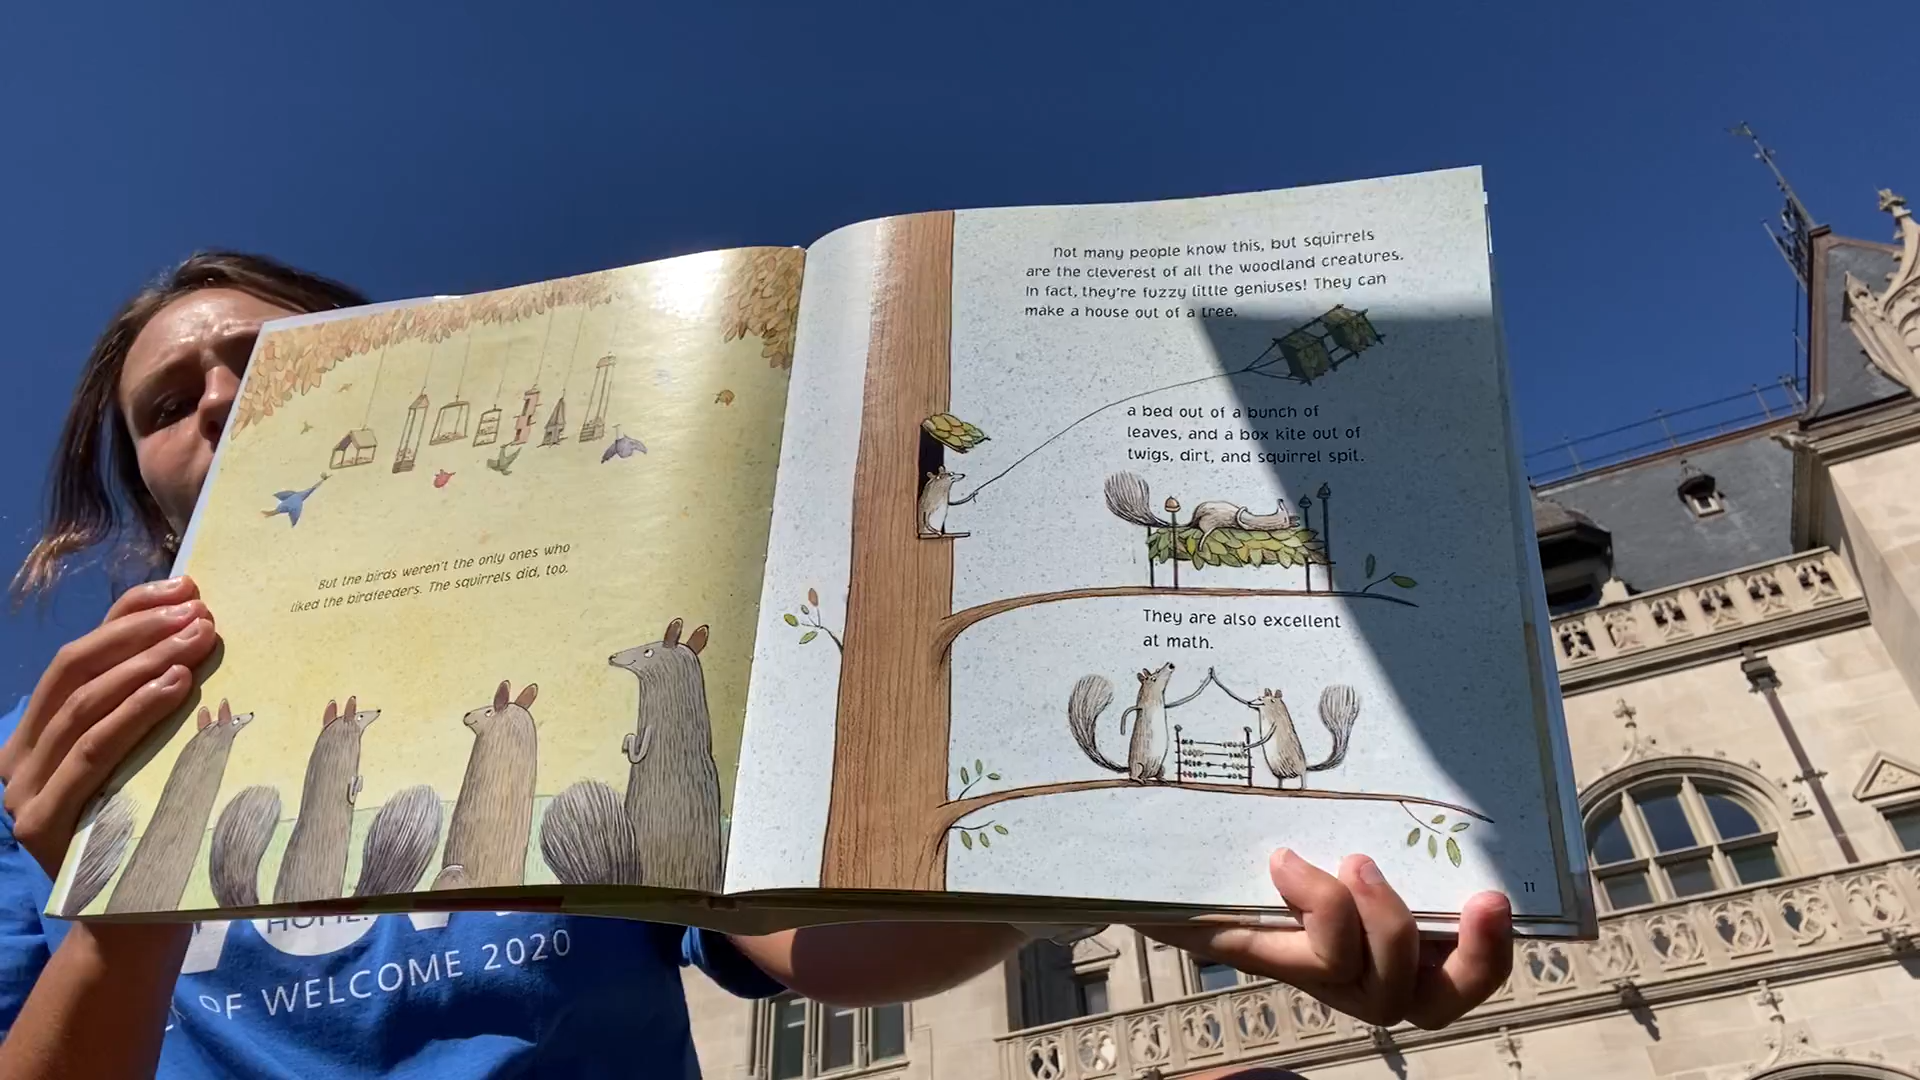 But the birds weren't the only ones who
liked the birdfeeders. The squirrels did, too.
Not many people know this, but squirrels
are the cleverest of all the woodland creatures.
In fact, they're fuzzy little geniuses! They can
make a house out of a tree,
a bed out of a bunch of
leaves, and a box kite out of
twigs, dirt, and squirrel spit.
They are also excellent
at math.
11
HOME.
OF WELCOME 2020